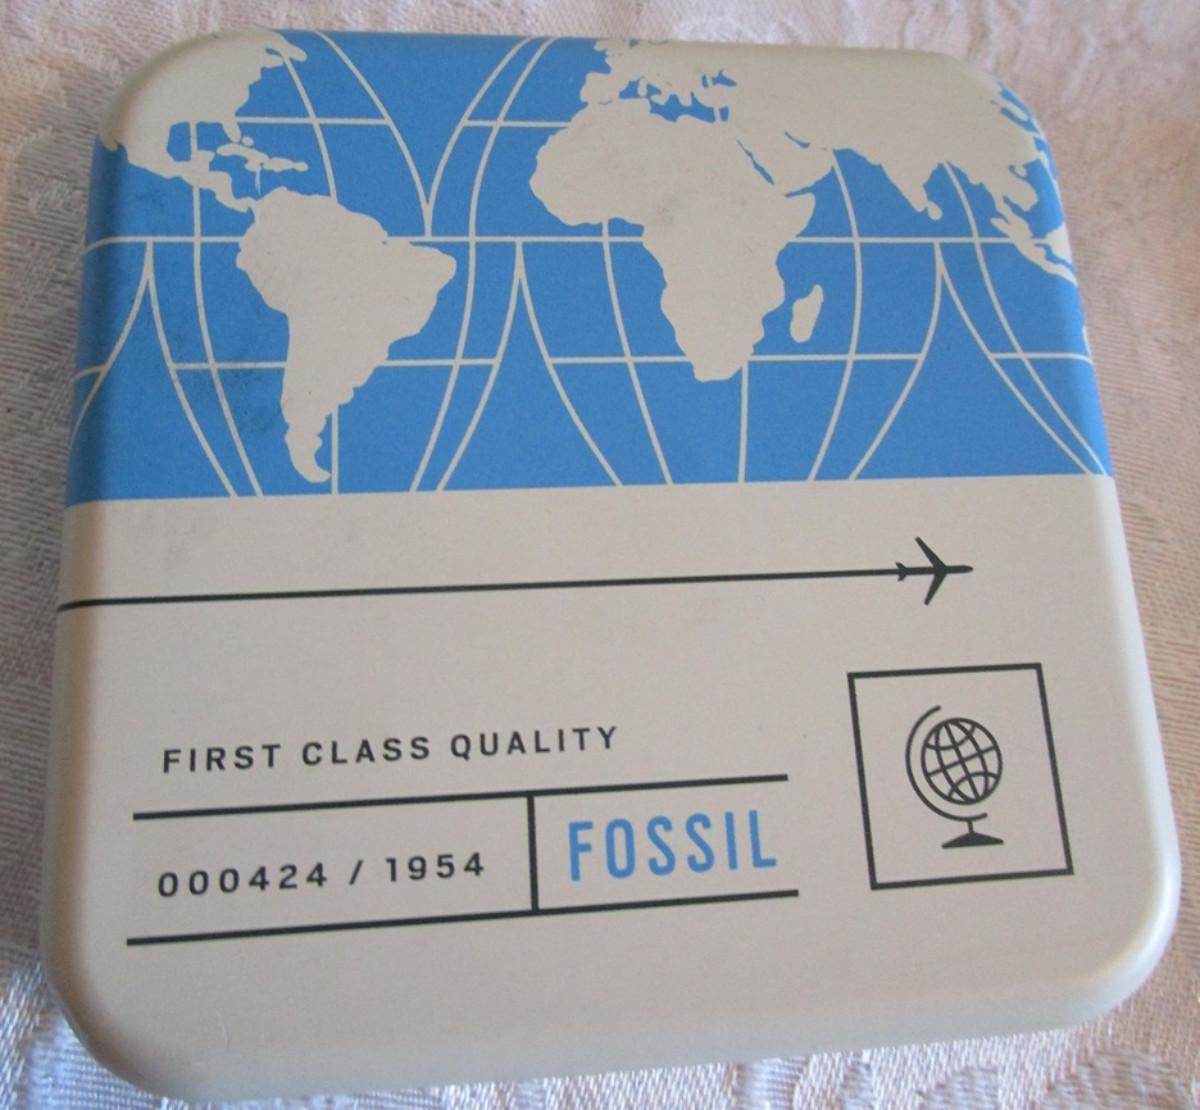 FIRST CLASS QUALITY
000424 / 1954
FOSSIL